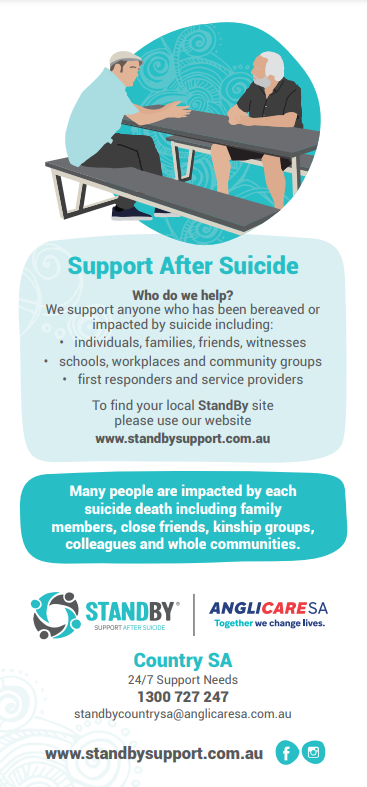 Support After Suicide
Who do we help?
We support anyone who has been bereaved or
impacted by suicide including:
• individuals, families, friends, witnesses
• schools, workplaces and community groups
• first responders and service providers
To find your local StandBy site
please use our website
www.standbysupport.com.au
Many people are impacted by each
suicide death including family
members, close friends, kinship groups,
colleagues and whole communities.
STANDBY®
SUPPORT AFTER SUICIDE
ANGLICARESA
Together we change lives.
Country SA
24/7 Support Needs
1300 727 247
standbycountrysa@anglicaresa.com.au
www.standbysupport.com.au